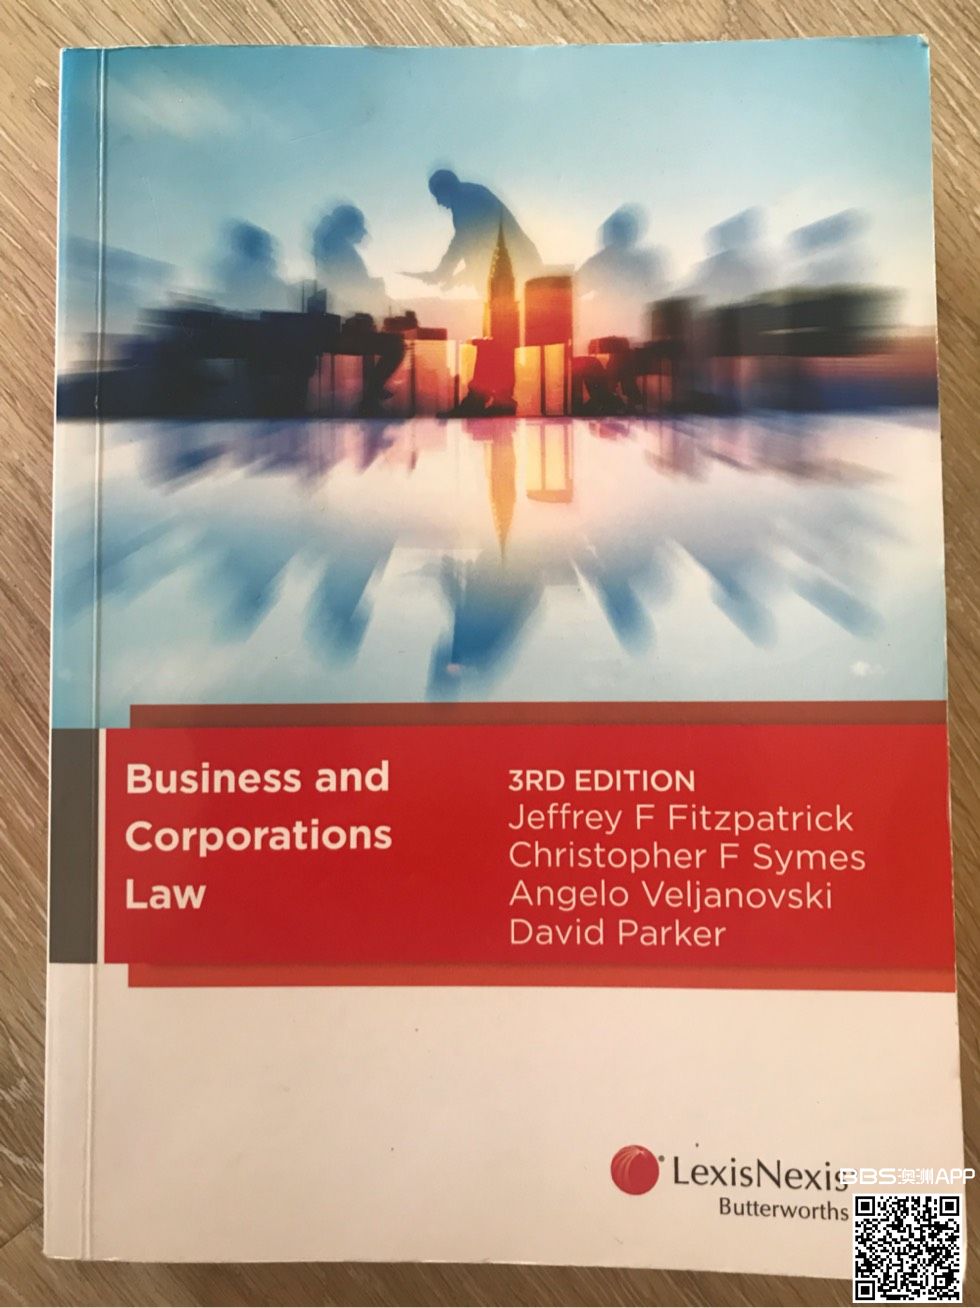 Business and
Corporations
Law
3RD EDITION
Jeffrey F Fitzpatrick
Christopher F Symes
Angelo Veljanovski
David Parker
LexisNexis
Butterworths
BBS澳洲APP